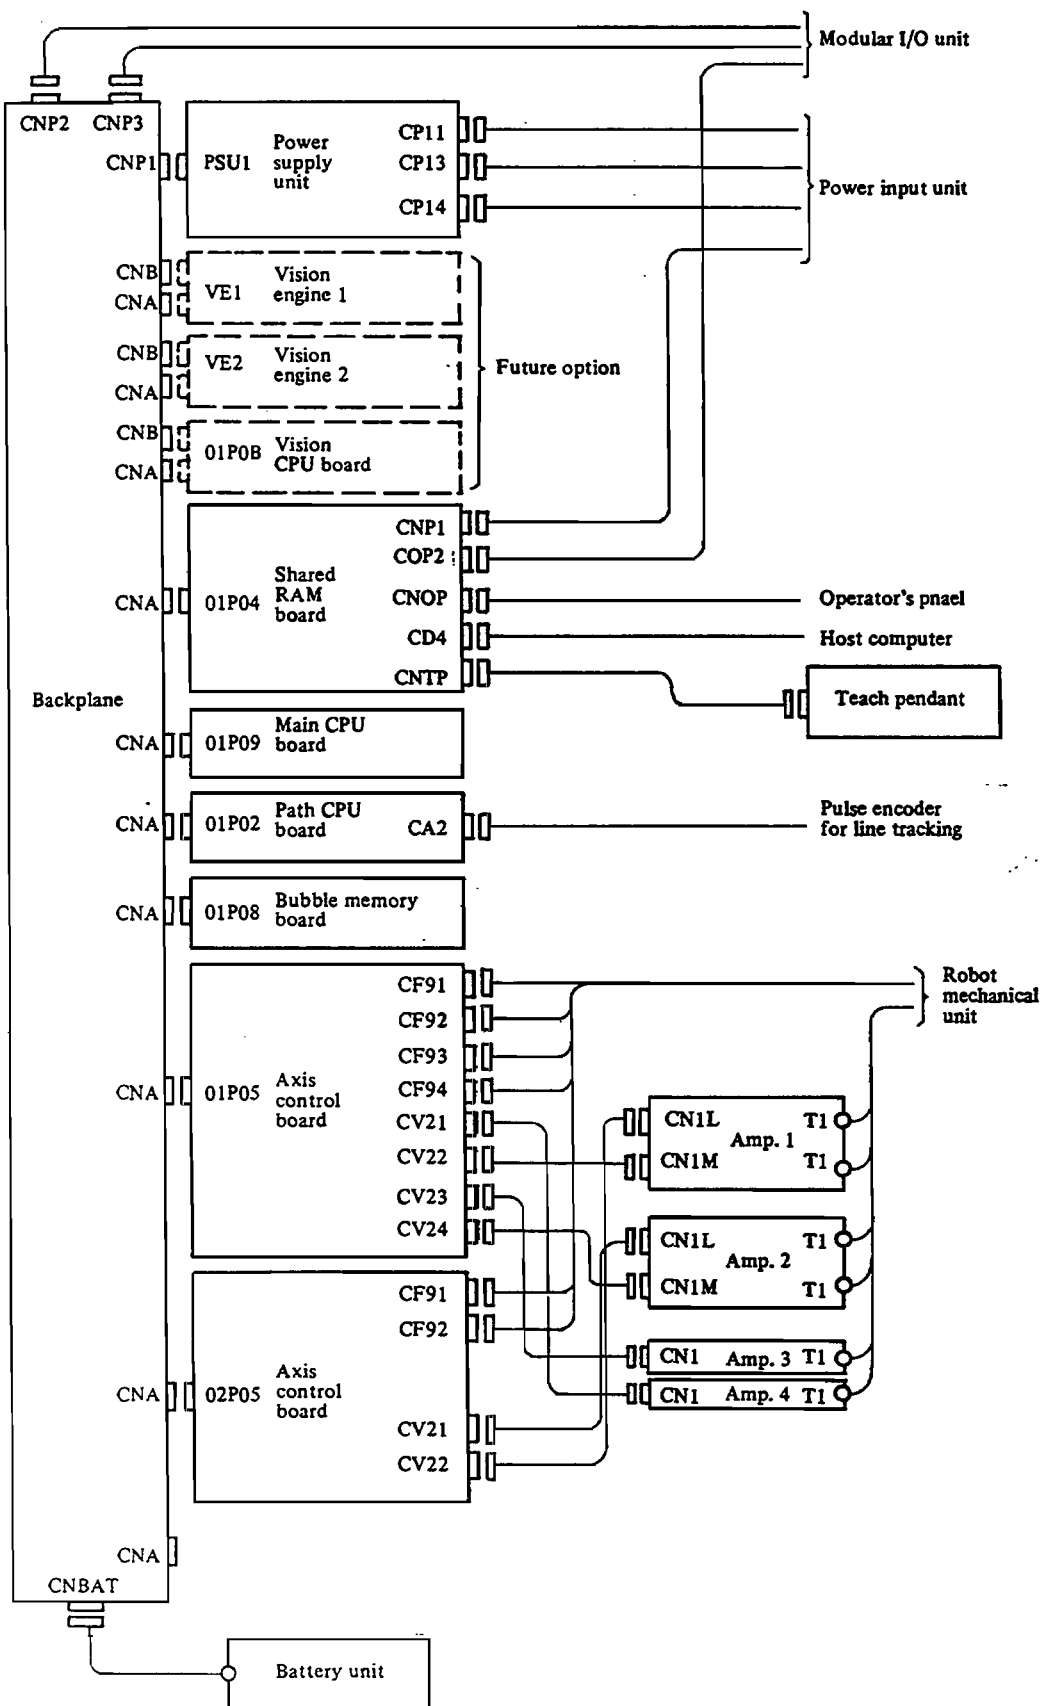 Modular I/O unit
CNP2 CNP3
CNP1
PSU1
Power
supply
unit
CP11
CP13
CP14
Power input unit
CNB
CNA
VE1
Vision
engine 1
CNB
CNA
VE2
Vision
engine 2
Future option
CNB
CNA
01P0B
Vision
CPU board
CNA
01P04
Shared
RAM
board
CNP1
COP2
CNOP
CD4
CNTP
Operator's pnael
Host computer
Teach pendant
Backplane
CNA
01P09
Main CPU
board
CNA
01P02
Path CPU
board
CA2
Pulse encoder
for line tracking
CNA
01P08
Bubble memory
board
CNA
01P05
Axis
control
board
CF91
CF92
CF93
CF94
CV21
CV22
CV23
CV24
Robot
mechanical
unit
CN1L
Amp. 1
T1
CN1M
T1
CN1L
Amp. 2
T1
CN1M
T1
CN1 Amp. 3 T1
CN1 Amp. 4 T1
CNA
02P05
Axis
control
board
CF91
CF92
CV21
CV22
CNA
CNBAT
Battery unit